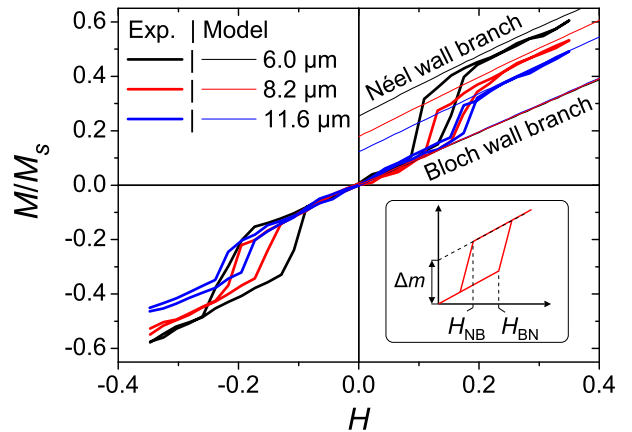 Exp. | Model
6.0 µm
8.2 µm
11.6 µm
Néel wall branch
Bloch wall branch
M/Ms
0.6
0.4
0.2
0.0
-0.2
-0.4
-0.6
-0.4
-0.2
0.0
0.2
0.4
H
Δm
HNB
HBN